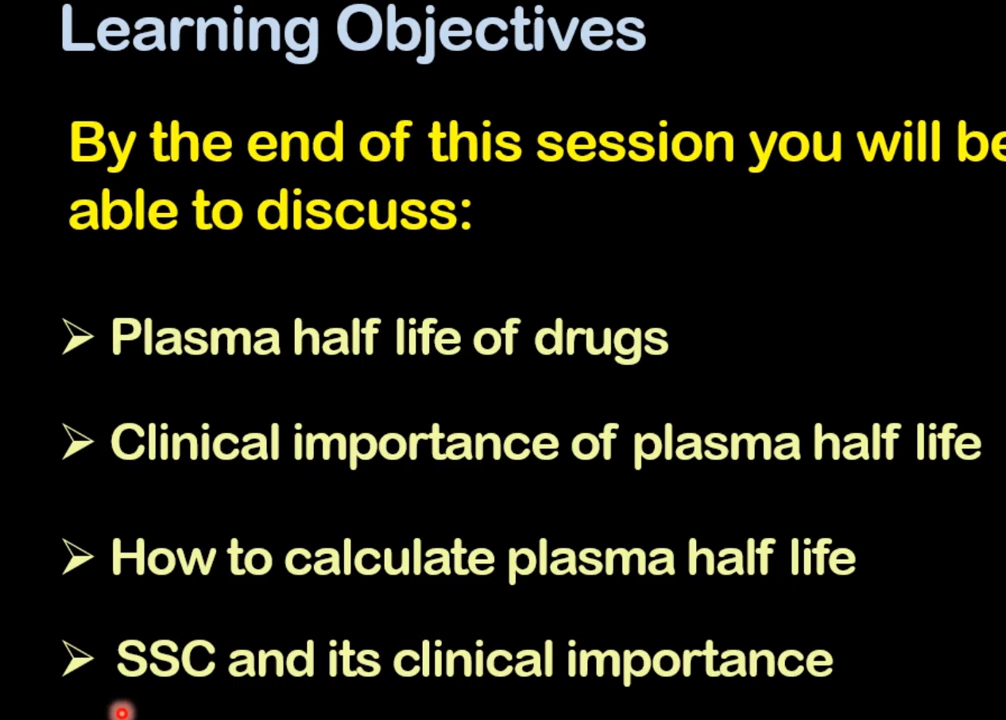 Learning Objectives
By the end of this session you will be
able to discuss:
➢ Plasma half life of drugs
➢ Clinical importance of plasma half life
➢ How to calculate plasma half life
➢ SSC and its clinical importance